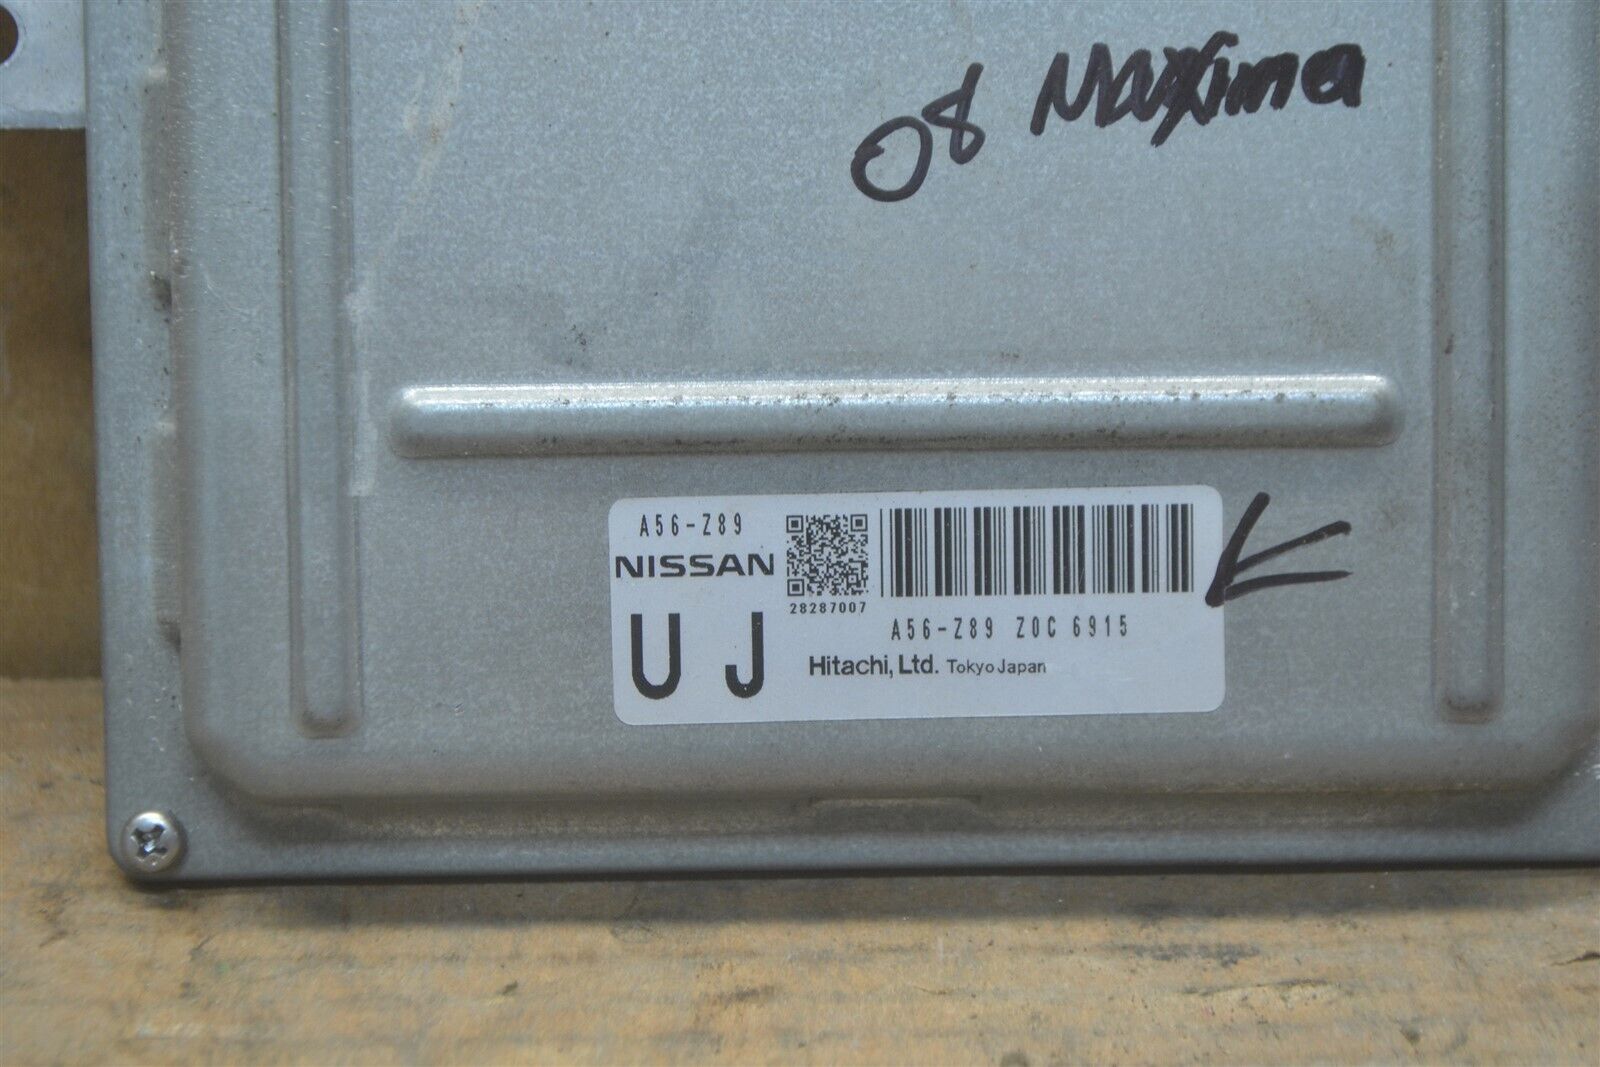 08 Maxima
A56-Z89
NISSAN
28287007
U J
A56-Z89 Z0C 6915
Hitachi, Ltd. Tokyo Japan